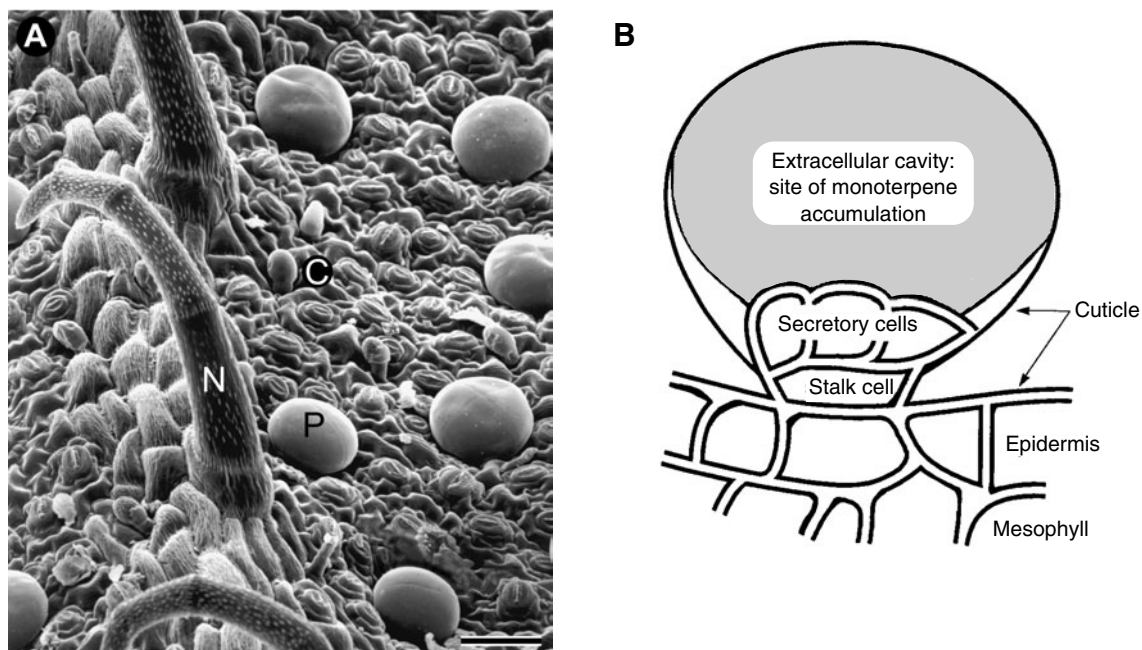 A
C
N
P
B
Extracellular cavity:
site of monoterpene
accumulation
Secretory cells
Stalk cell
Cuticle
Epidermis
Mesophyll